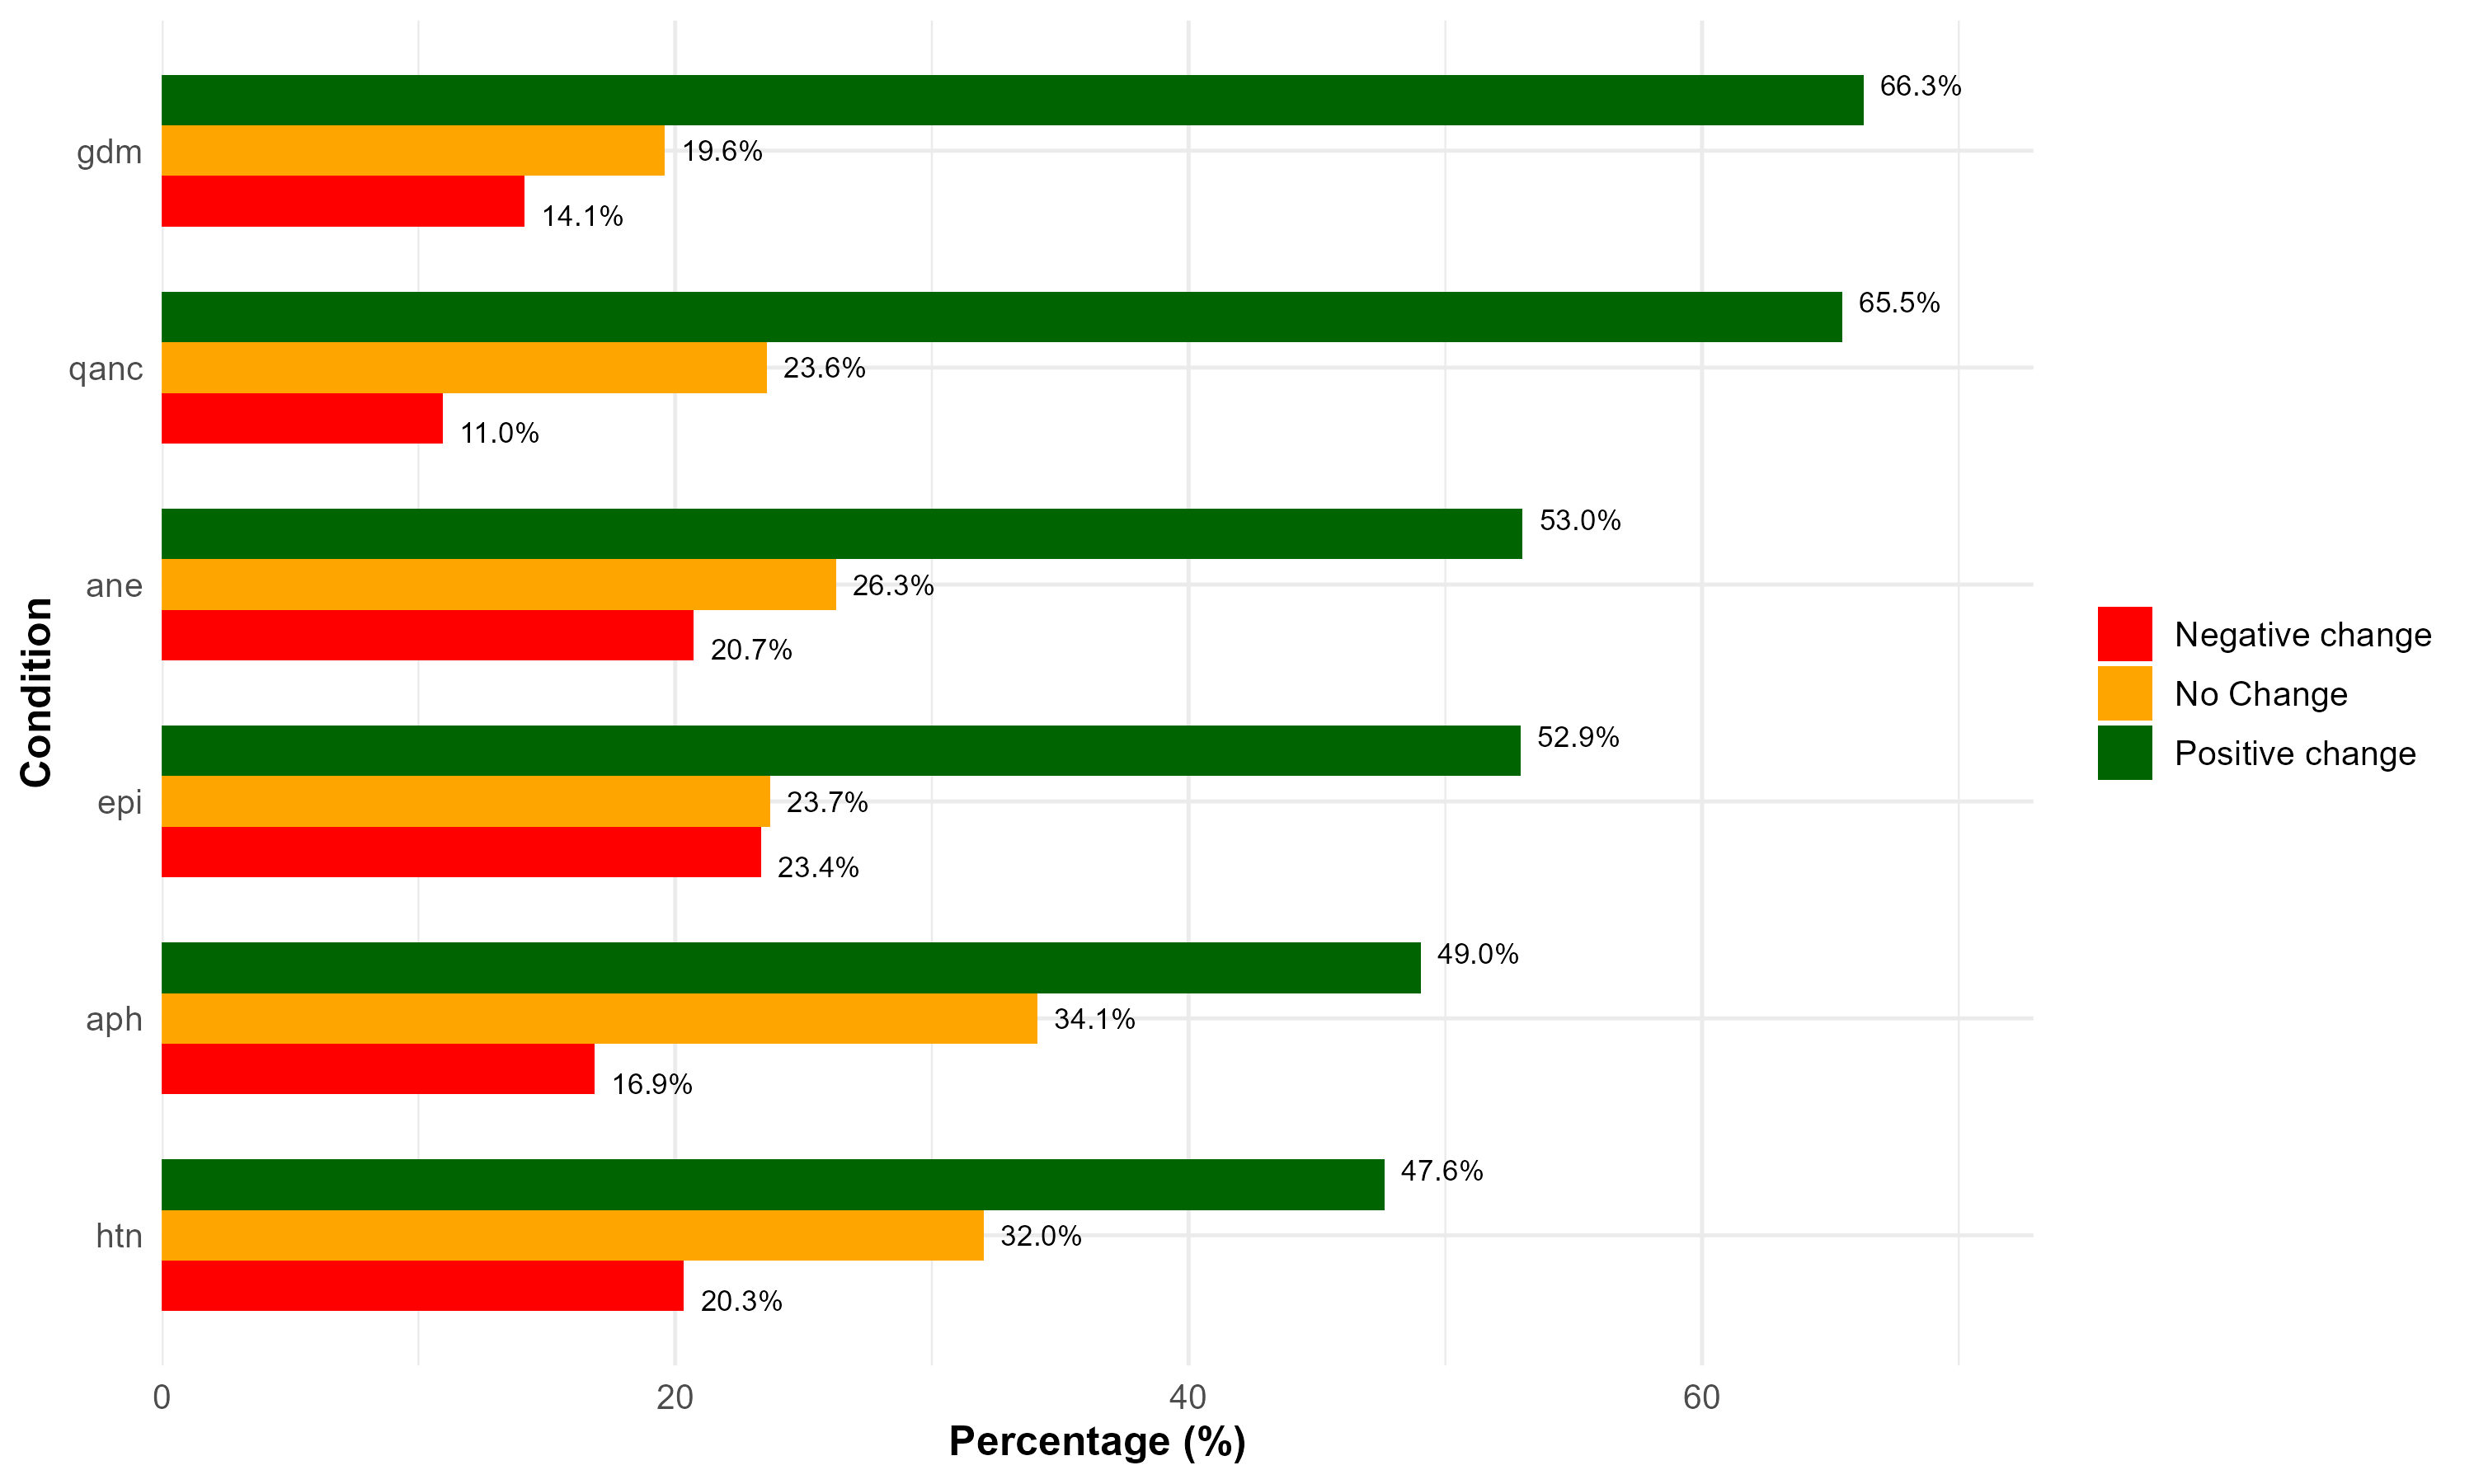 gdm
66.3%
19.6%
14.1%
qanc
65.5%
23.6%
11.0%
ane
53.0%
26.3%
20.7%
epi
52.9%
23.7%
23.4%
aph
49.0%
34.1%
16.9%
htn
47.6%
32.0%
20.3%
Condition
0 20 40 60
Percentage (%)
Negative change
No Change
Positive change